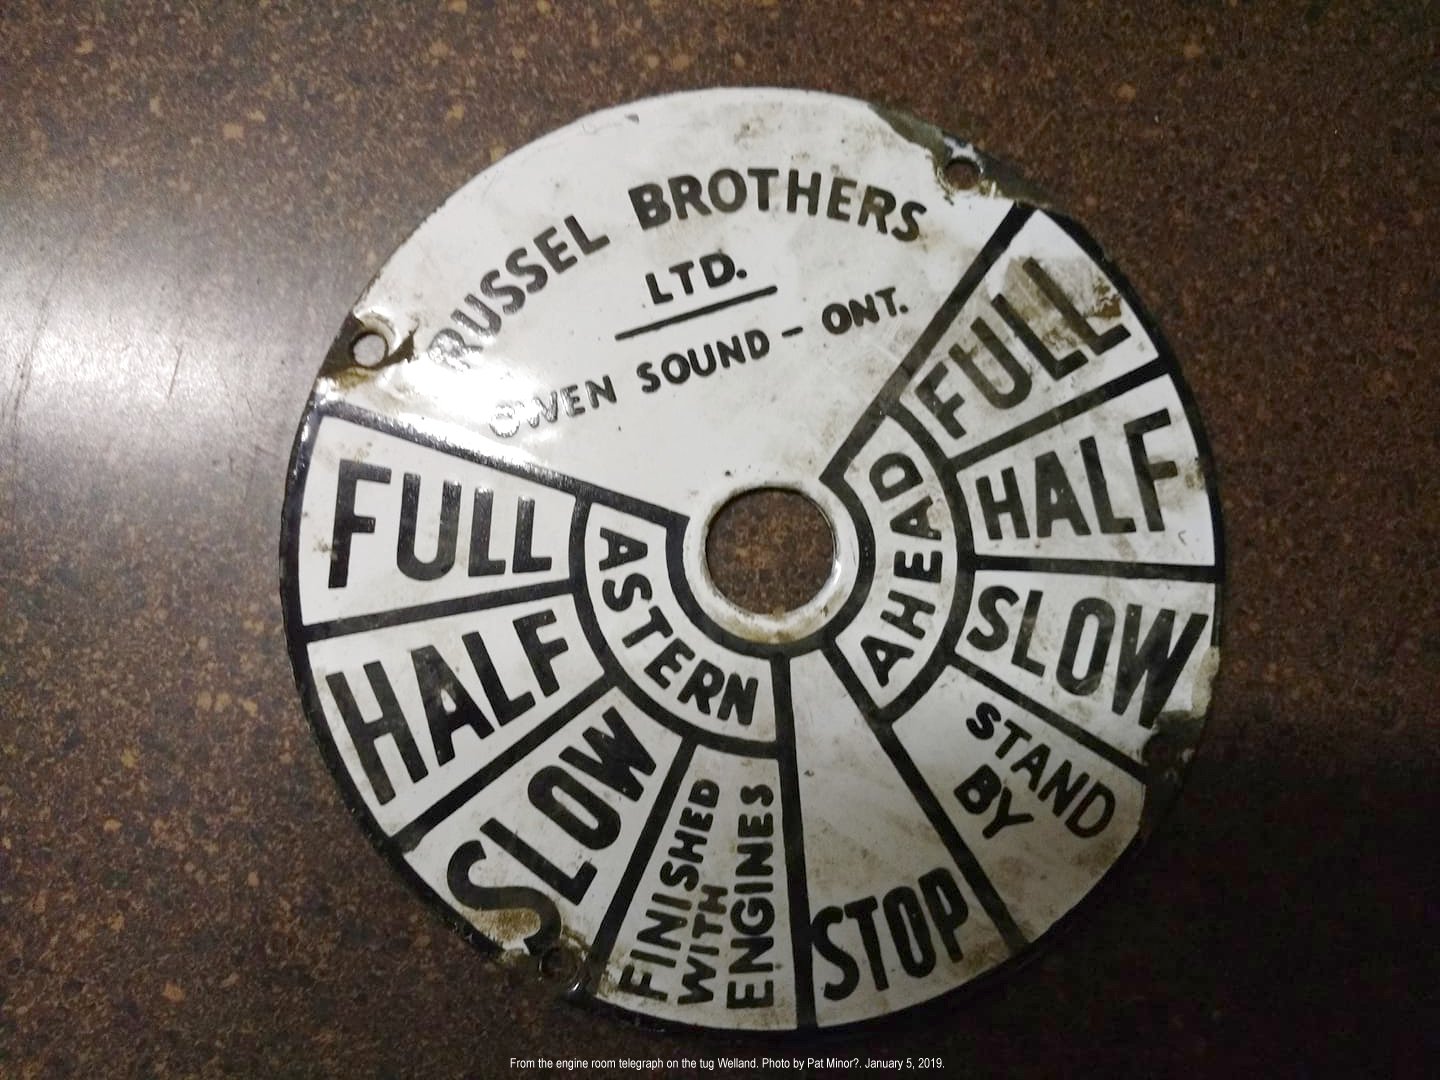 RUSSEL BROTHERS
LTD.
OWEN SOUND - ONT.
FULL
HALF
SLOW
ASTERN
FINISHED
WITH
ENGINES
STOP
STAND
BY
AHEAD
SLOW
HALF
FULL
From the engine room telegraph on the tug Welland. Photo by Pat Minor?. January 5, 2019.